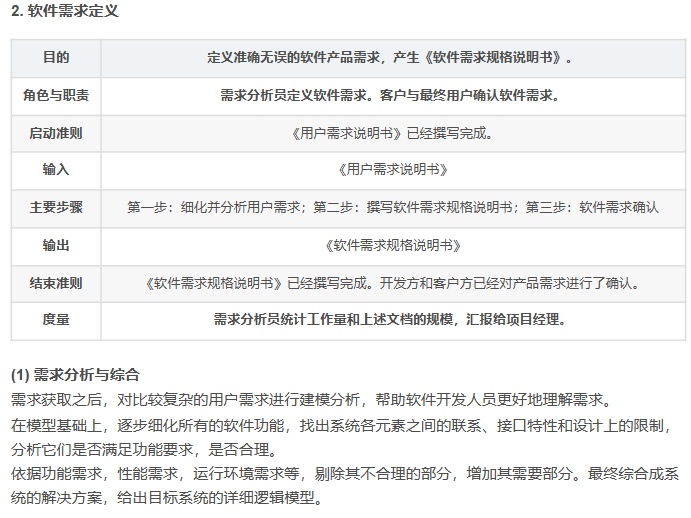 2. 软件需求定义
目的 定义准确无误的软件产品需求，产生《软件需求规格说明书》。
角色与职责 需求分析员定义软件需求。客户与最终用户确认软件需求。
启动准则 《用户需求说明书》已经撰写完成。
输入 《用户需求说明书》
主要步骤 第一步：细化并分析用户需求；第二步：撰写软件需求规格说明书；第三步：软件需求确认
输出 《软件需求规格说明书》
结束准则 《软件需求规格说明书》已经撰写完成。开发方和客户方已经对产品需求进行了确认。
度量 需求分析员统计工作量和上述文档的规模，汇报给项目经理。
(1) 需求分析与综合
需求获取之后，对比较复杂的用户需求进行建模分析，帮助软件开发人员更好地理解需求。
在模型基础上，逐步细化所有的软件功能，找出系统各元素之间的联系、接口特性和设计上的限制，
分析它们是否满足功能要求，是否合理。
依据功能需求，性能需求，运行环境需求等，剔除其不合理的部分，增加其需要部分。最终综合成系
统的解决方案，给出目标系统的详细逻辑模型。